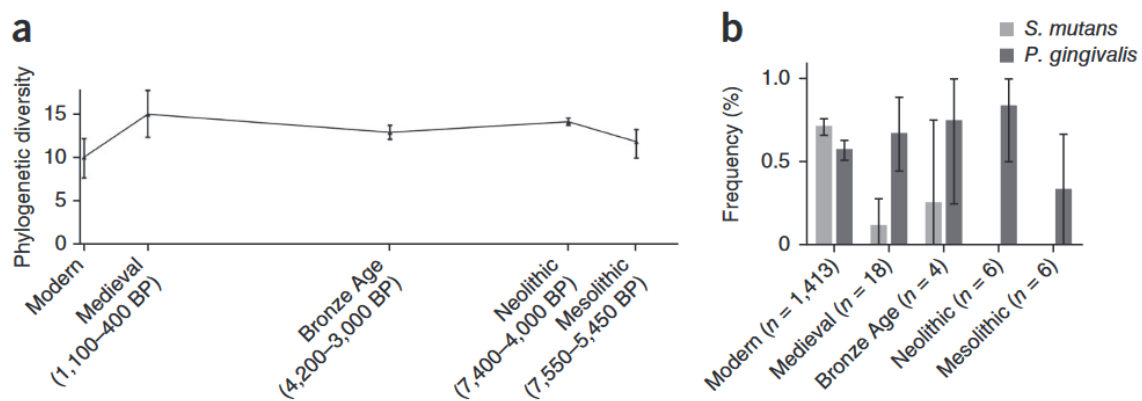 a
Phylogenetic diversity
15
10
5
0
Modern
Medieval
(1,100–400 BP)
Bronze Age
(4,200–3,000 BP)
Neolithic
(7,400–4,000 BP)
Mesolithic
(7,550–5,450 BP)
b
S. mutans
P. gingivalis
Frequency (%)
1.0
0.5
0
Modern (n = 1,413)
Medieval (n = 18)
Bronze Age (n = 4)
Neolithic (n = 6)
Mesolithic (n = 6)